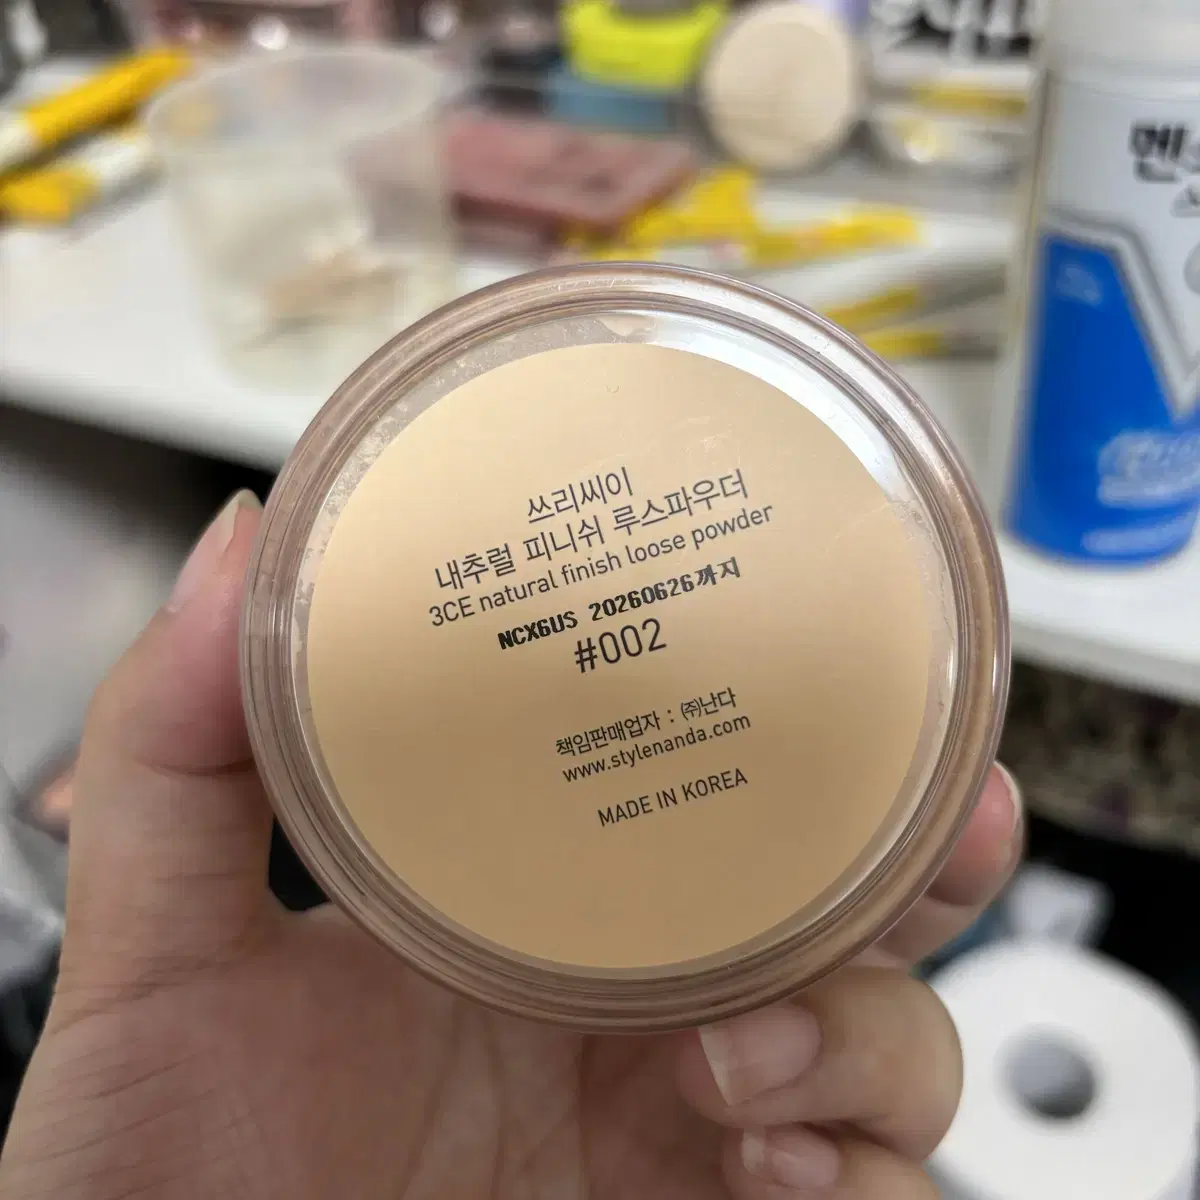 쓰리씨이
내추럴 피니쉬 루스파우더
3CE natural finish loose powder
NCX6US 20260626까지
#002
책임판매업자 : ㈜난다
www.stylenanda.com
MADE IN KOREA
멘